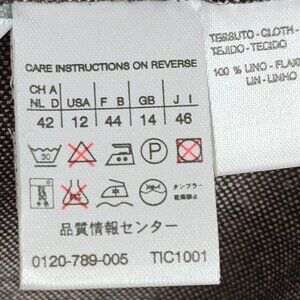 CARE INSTRUCTIONS ON REVERSE
CH A USA F B GB J I
NL D
42 12 44 14 46
30 P
タンブラー
乾燥
品質情報センター
0120-789-005 TIC1001
TESSUTO - CLOTH -
TEJIDO - TECIDO
100 % LINO - FLAX
LIN - LINHO